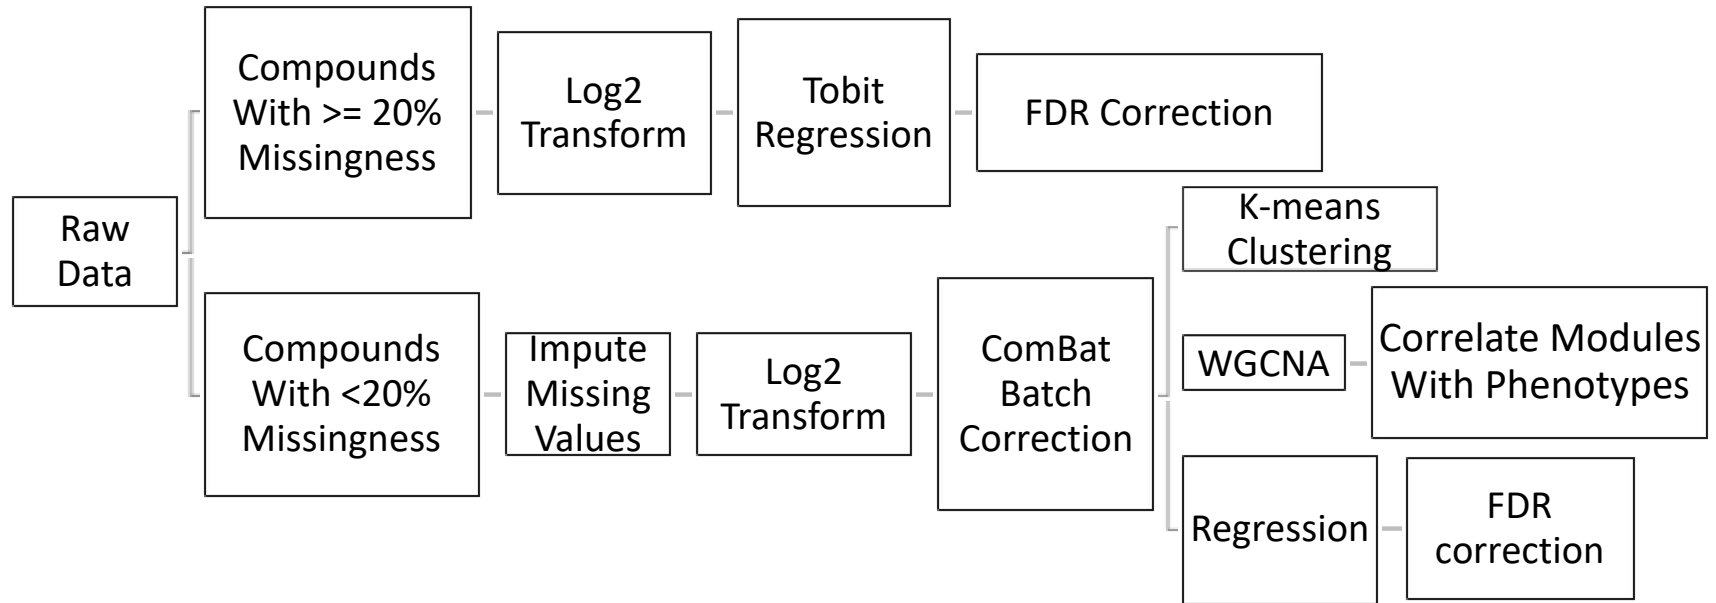 Raw
Data
Compounds
With >= 20%
Missingness
Log2
Transform
Tobit
Regression
FDR Correction
Compounds
With <20%
Missingness
Impute
Missing
Values
Log2
Transform
ComBat
Batch
Correction
K-means
Clustering
WGCNA
Correlate Modules
With Phenotypes
Regression
FDR
correction